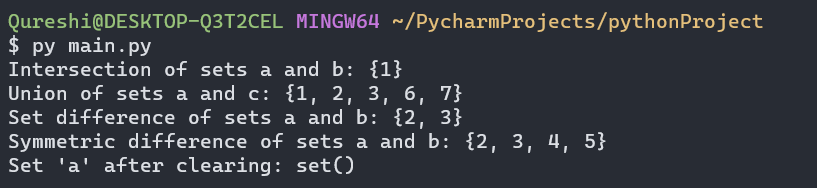 Qureshi@DESKTOP-Q3T2CEL MINGW64 ~/PycharmProjects/pythonProject
$ py main.py
Intersection of sets a and b: {1}
Union of sets a and c: {1, 2, 3, 6, 7}
Set difference of sets a and b: {2, 3}
Symmetric difference of sets a and b: {2, 3, 4, 5}
Set 'a' after clearing: set()